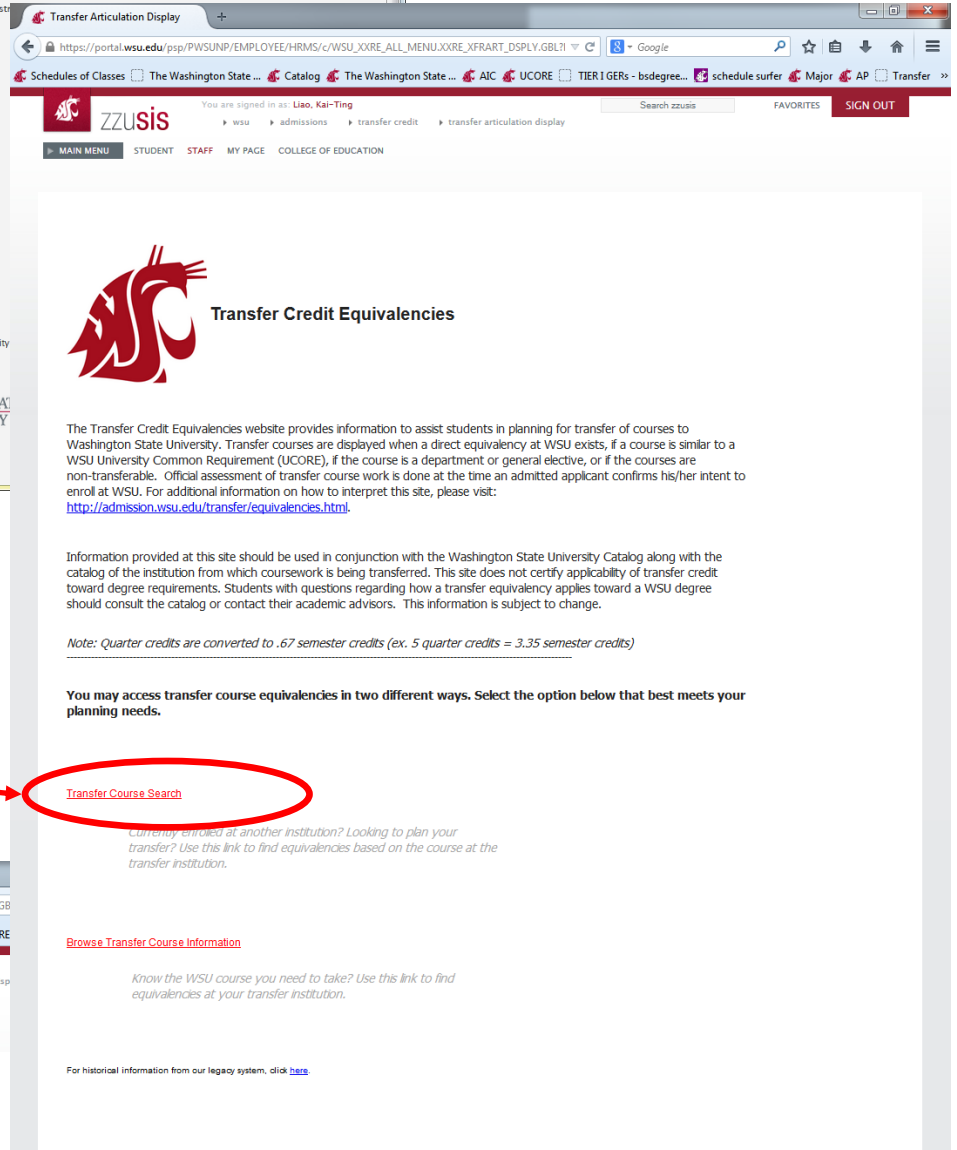 Transfer Articulation Display
https://portal.wsu.edu/psp/PWSUNP/EMPLOYEE/HRMS/c/WSU_XXRE_ALL_MENU.XXRE_XFRART_DSPLY.GBL?I
Google
Schedules of Classes The Washington State ... Catalog The Washington State ... AIC UCORE TIER I GERs - bsdegree... schedule surfer Major AP Transfer »
You are signed in as: Liao, Kai-Ting
Search zzusis
FAVORITES
SIGN OUT
zzusis
wsu admissions transfer credit transfer articulation display
MAIN MENU STUDENT STAFF MY PAGE COLLEGE OF EDUCATION
Transfer Credit Equivalencies
The Transfer Credit Equivalencies website provides information to assist students in planning for transfer of courses to
Washington State University. Transfer courses are displayed when a direct equivalency at WSU exists, if a course is similar to a
WSU University Common Requirement (UCORE), if the course is a department or general elective, or if the courses are
non-transferable. Official assessment of transfer course work is done at the time an admitted applicant confirms his/her intent to
enroll at WSU. For additional information on how to interpret this site, please visit:
http://admission.wsu.edu/transfer/equivalencies.html.
Information provided at this site should be used in conjunction with the Washington State University Catalog along with the
catalog of the institution from which coursework is being transferred. This site does not certify applicability of transfer credit
toward degree requirements. Students with questions regarding how a transfer equivalency applies toward a WSU degree
should consult the catalog or contact their academic advisors. This information is subject to change.
Note: Quarter credits are converted to .67 semester credits (ex. 5 quarter credits = 3.35 semester credits)
You may access transfer course equivalencies in two different ways. Select the option below that best meets your
planning needs.
Transfer Course Search
Currently enrolled at another institution? Looking to plan your
transfer? Use this link to find equivalencies based on the course at the
transfer institution.
Browse Transfer Course Information
Know the WSU course you need to take? Use this link to find
equivalencies at your transfer institution.
For historical information from our legacy system, click here.